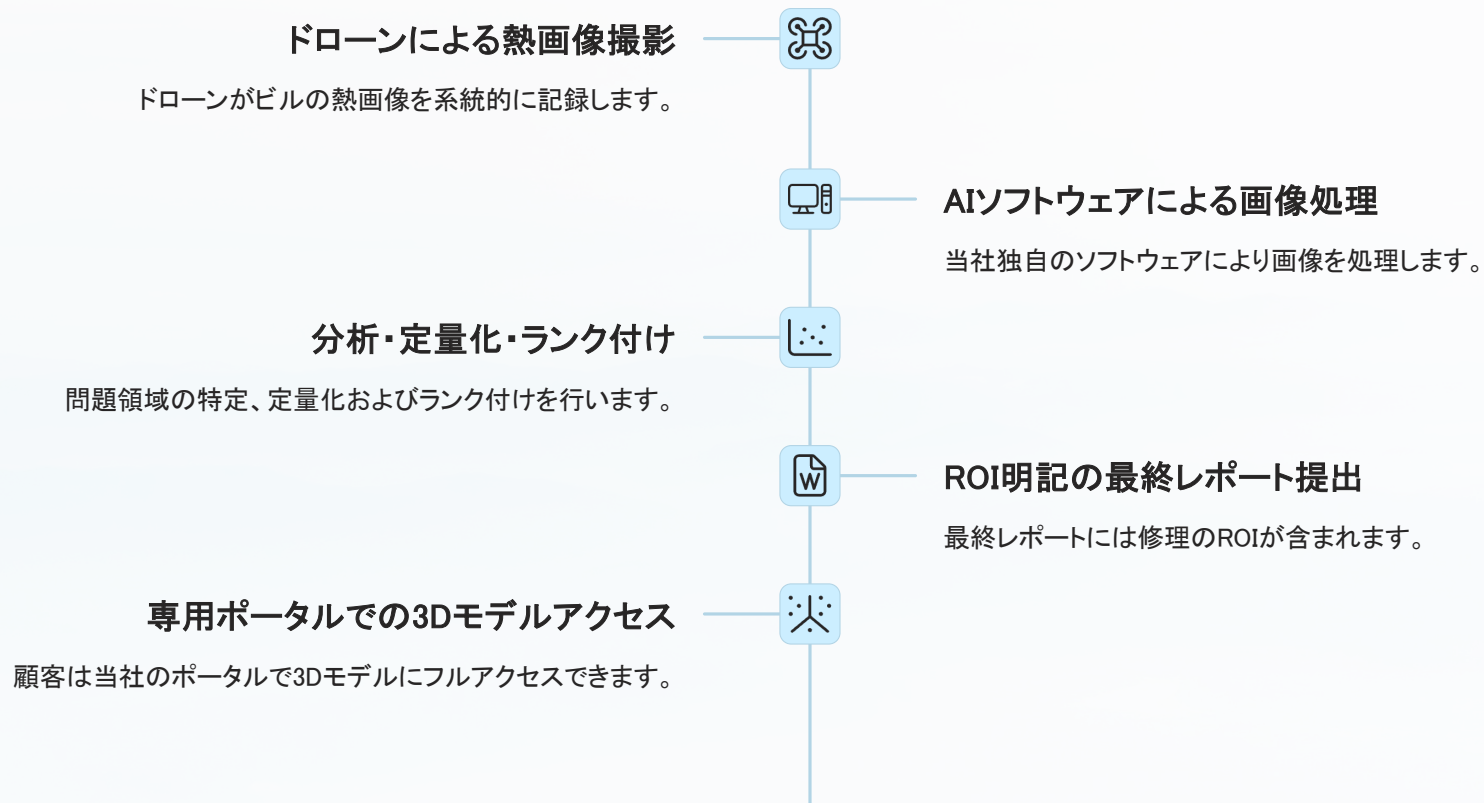 ドローンによる熱画像撮影
ドローンがビルの熱画像を系統的に記録します。
AIソフトウェアによる画像処理
当社独自のソフトウェアにより画像を処理します。
分析・定量化・ランク付け
問題領域の特定、定量化およびランク付けを行います。
W
ROI明記の最終レポート提出
最終レポートには修理のROIが含まれます。
専用ポータルでの3Dモデルアクセス
顧客は当社のポータルで3Dモデルにフルアクセスできます。